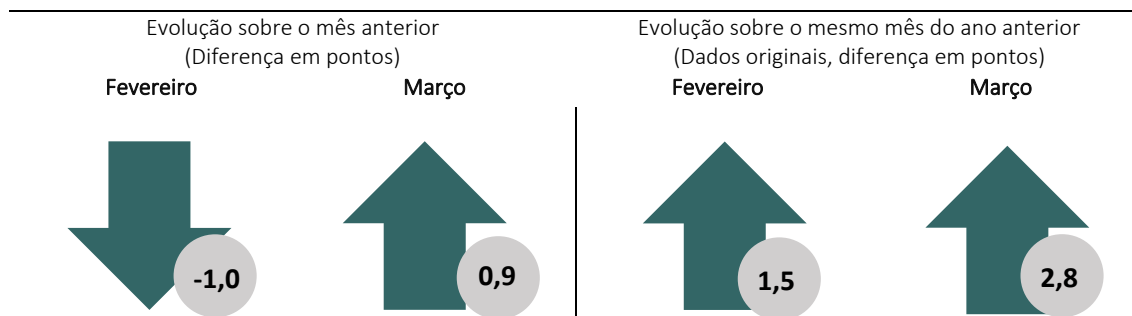 Evolução sobre o mês anterior
(Diferença em pontos)
Fevereiro
Março
-1,0
0,9
Evolução sobre o mesmo mês do ano anterior
(Dados originais, diferença em pontos)
Fevereiro
Março
1,5
2,8